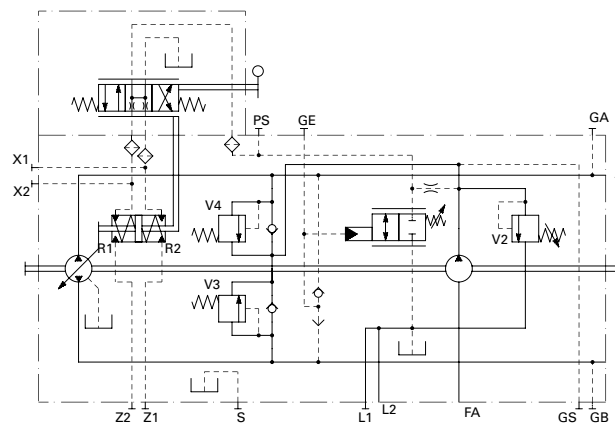 PS GE GA
X1
X2
V4
V2
R1 R2
V3
Z2 Z1 S L1 L2 FA GS GB